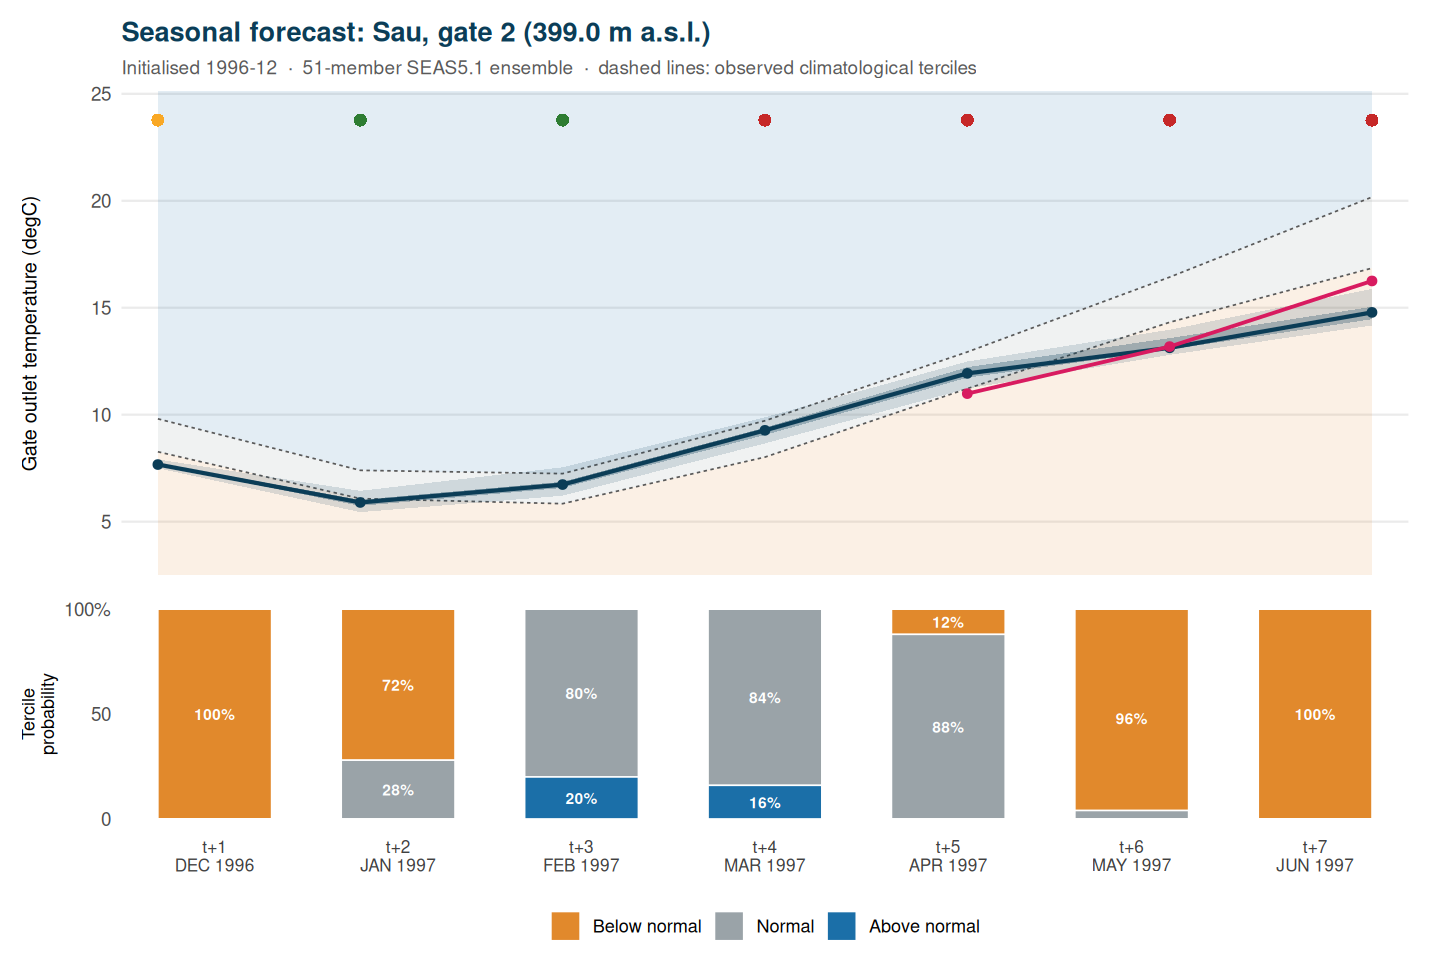 Seasonal forecast: Sau, gate 2 (399.0 m a.s.l.)
Initialised 1996-12 · 51-member SEAS5.1 ensemble · dashed lines: observed climatological terciles
Gate outlet temperature (degC)
25
20
15
10
5
Tercile
probability
100%
50
0
100%
72%
28%
80%
20%
84%
16%
12%
88%
96%
100%
t+1
DEC 1996
t+2
JAN 1997
t+3
FEB 1997
t+4
MAR 1997
t+5
APR 1997
t+6
MAY 1997
t+7
JUN 1997
Below normal
Normal
Above normal